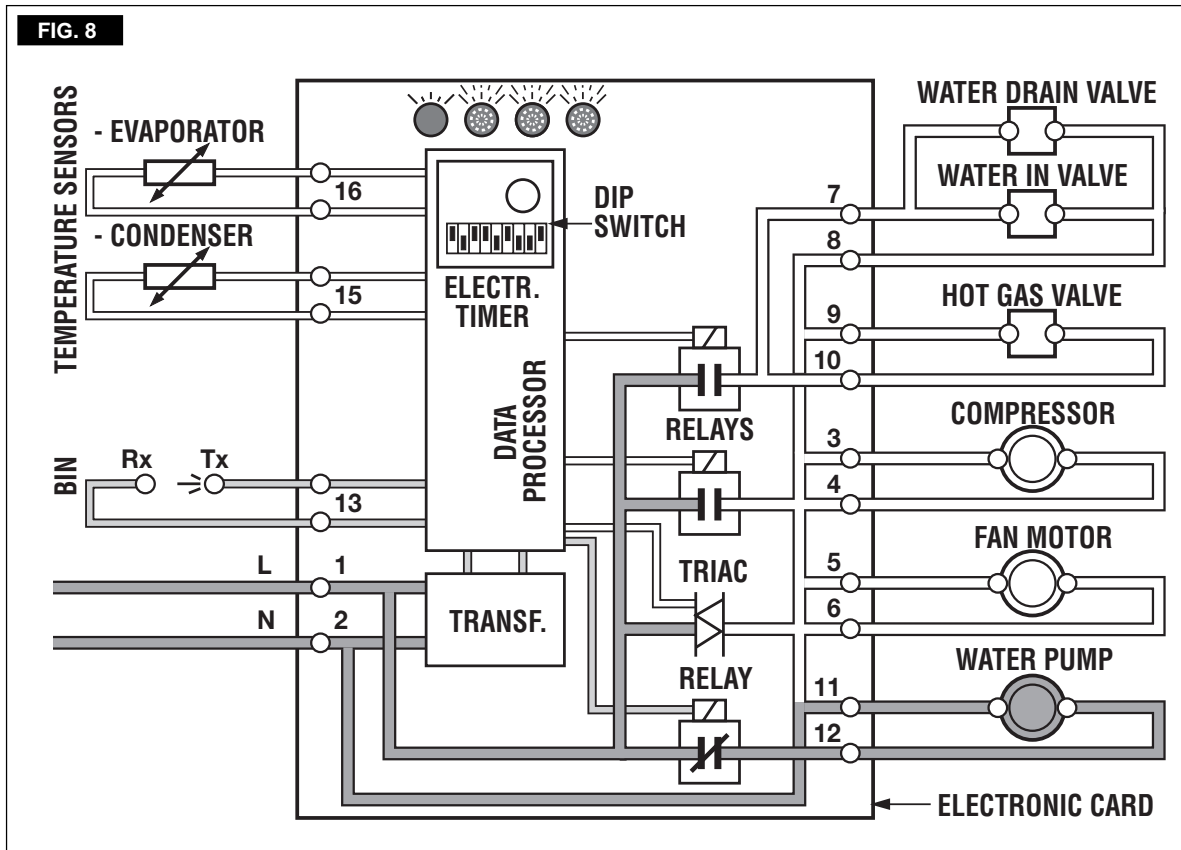 FIG. 8
TEMPERATURE SENSORS
- EVAPORATOR
16
- CONDENSER
15
BIN
Rx
Tx
13
L
1
N
2
DIP
SWITCH
ELECTR.
TIMER
DATA
PROCESSOR
TRANSF.
RELAYS
TRIAC
RELAY
7
8
9
10
3
4
5
6
11
12
WATER DRAIN VALVE
WATER IN VALVE
HOT GAS VALVE
COMPRESSOR
FAN MOTOR
WATER PUMP
ELECTRONIC CARD